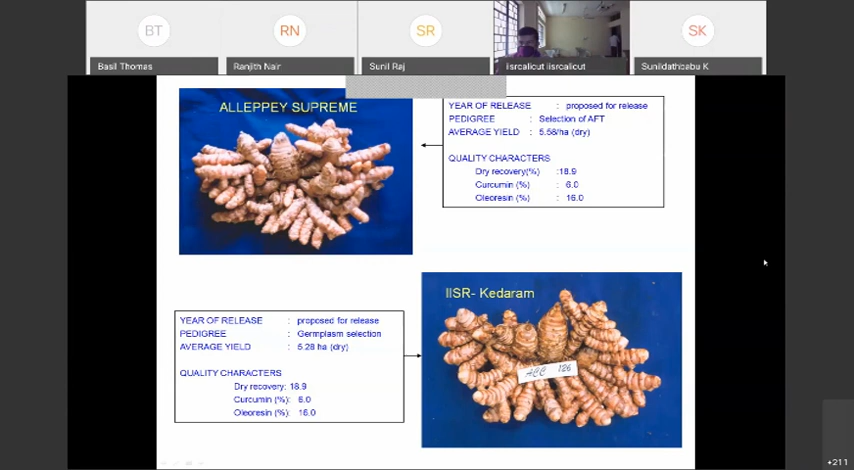 BT
RN
SR
SK
Basil Thomas
Ranjith Nair
Sunil Raj
iisrcalicut iisrcalicut
Sunildathbabu K
ALLEPPEY SUPREME
YEAR OF RELEASE : proposed for release
PEDIGREE : Selection of AFT
AVERAGE YIELD : 5.58/ha (dry)
QUALITY CHARACTERS
Dry recovery(%) :18.9
Curcumin (%) : 6.0
Oleoresin (%) : 16.0
IISR- Kedaram
ACC 126
YEAR OF RELEASE : proposed for release
PEDIGREE : Germplasm selection
AVERAGE YIELD : 5.28 ha (dry)
QUALITY CHARACTERS
Dry recovery: 18.9
Curcumin (%): 6.0
Oleoresin (%): 16.0
+211